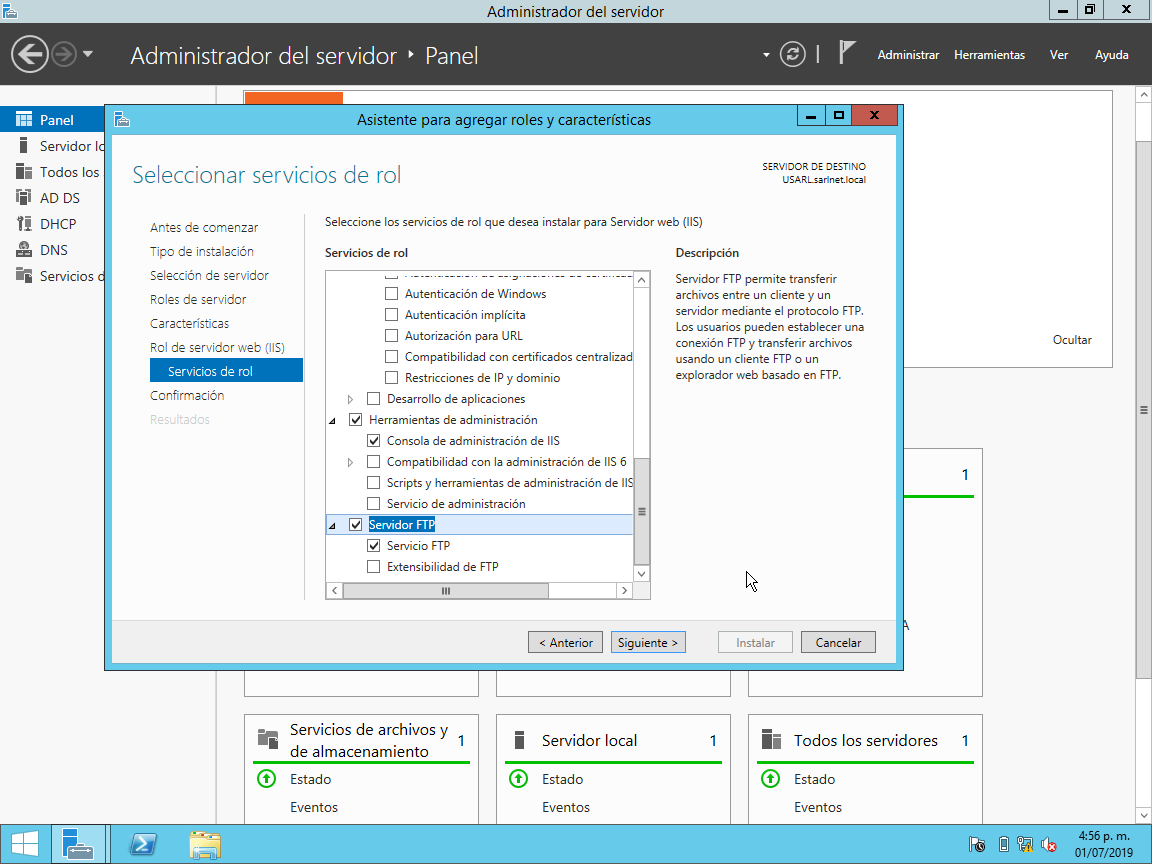 Administrador del servidor
Administrador del servidor ‣ Panel
Administrar Herramientas Ver Ayuda
Panel
Servidor lo
Todos los
AD DS
DHCP
DNS
Servicios d
Asistente para agregar roles y características
Seleccionar servicios de rol
SERVIDOR DE DESTINO
USARL.sarlnet.local
Antes de comenzar
Tipo de instalación
Selección de servidor
Roles de servidor
Características
Rol de servidor web (IIS)
Servicios de rol
Confirmación
Resultados
Seleccione los servicios de rol que desea instalar para Servidor web (IIS)
Servicios de rol
Autenticación de Windows
Autenticación implícita
Autorización para URL
Compatibilidad con certificados centralizad
Restricciones de IP y dominio
Desarrollo de aplicaciones
Herramientas de administración
Consola de administración de IIS
Compatibilidad con la administración de IIS 6
Scripts y herramientas de administración de IIS
Servicio de administración
Servidor FTP
Servicio FTP
Extensibilidad de FTP
Descripción
Servidor FTP permite transferir
archivos entre un cliente y un
servidor mediante el protocolo FTP.
Los usuarios pueden establecer una
conexión FTP y transferir archivos
usando un cliente FTP o un
explorador web basado en FTP.
< Anterior
Siguiente >
Instalar
Cancelar
Ocultar
1
A
Servicios de archivos y
de almacenamiento 1
Estado
Eventos
Servidor local 1
Estado
Eventos
Todos los servidores 1
Estado
Eventos
4:56 p. m.
01/07/2019